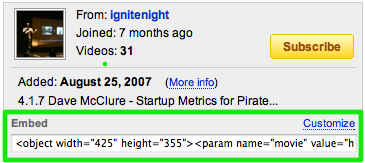 From: ignitenight
Joined: 7 months ago
Videos: 31
Subscribe
Added: August 25, 2007 (More info)
4.1.7 Dave McClure - Startup Metrics for Pirate...
Embed Customize
<object width="425" height="355"><param name="movie" value="h